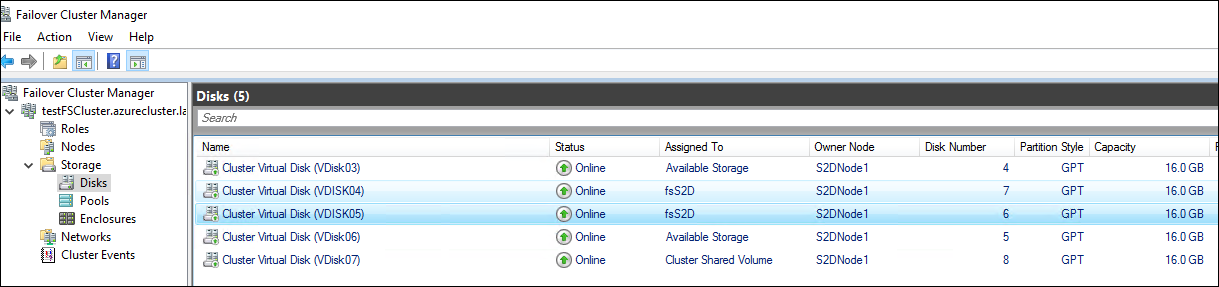 Failover Cluster Manager
File Action View Help
Failover Cluster Manager
testFSCluster.azurecluster.la
Roles
Nodes
Storage
Disks
Pools
Enclosures
Networks
Cluster Events
Disks (5)
Search
Name Status Assigned To Owner Node Disk Number Partition Style Capacity
Cluster Virtual Disk (VDisk03) Online Available Storage S2DNode1 4 GPT 16.0 GB
Cluster Virtual Disk (VDISK04) Online fsS2D S2DNode1 7 GPT 16.0 GB
Cluster Virtual Disk (VDISK05) Online fsS2D S2DNode1 6 GPT 16.0 GB
Cluster Virtual Disk (VDisk06) Online Available Storage S2DNode1 5 GPT 16.0 GB
Cluster Virtual Disk (VDisk07) Online Cluster Shared Volume S2DNode1 8 GPT 16.0 GB